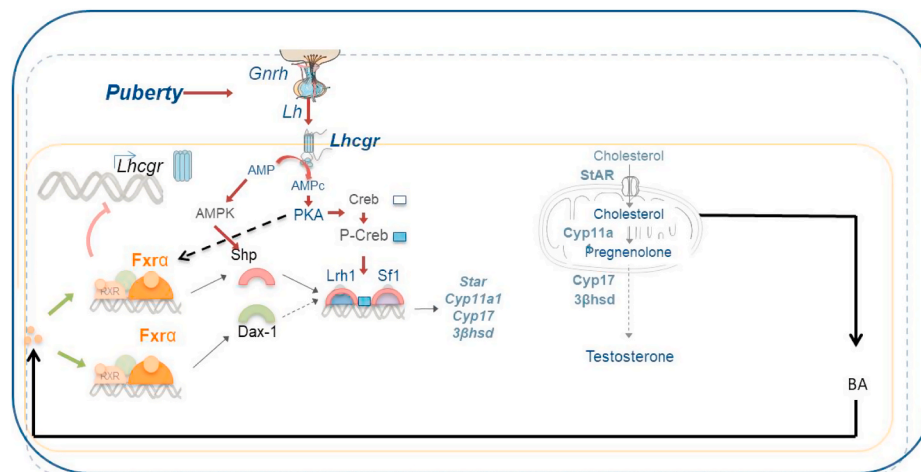 Gnrh
Puberty
Lh
Lhcgr
Lhcgr
AMP
AMPc
Creb
AMPK
PKA
P-Creb
Shp
Fxrα
RXR
Lrh1
Sf1
Star
Cyp11a1
Cyp17
3βhsd
Dax-1
Fxrα
RXR
Cholesterol
StAR
Cholesterol
Cyp11a
Pregnenolone
Cyp17
3βhsd
Testosterone
BA